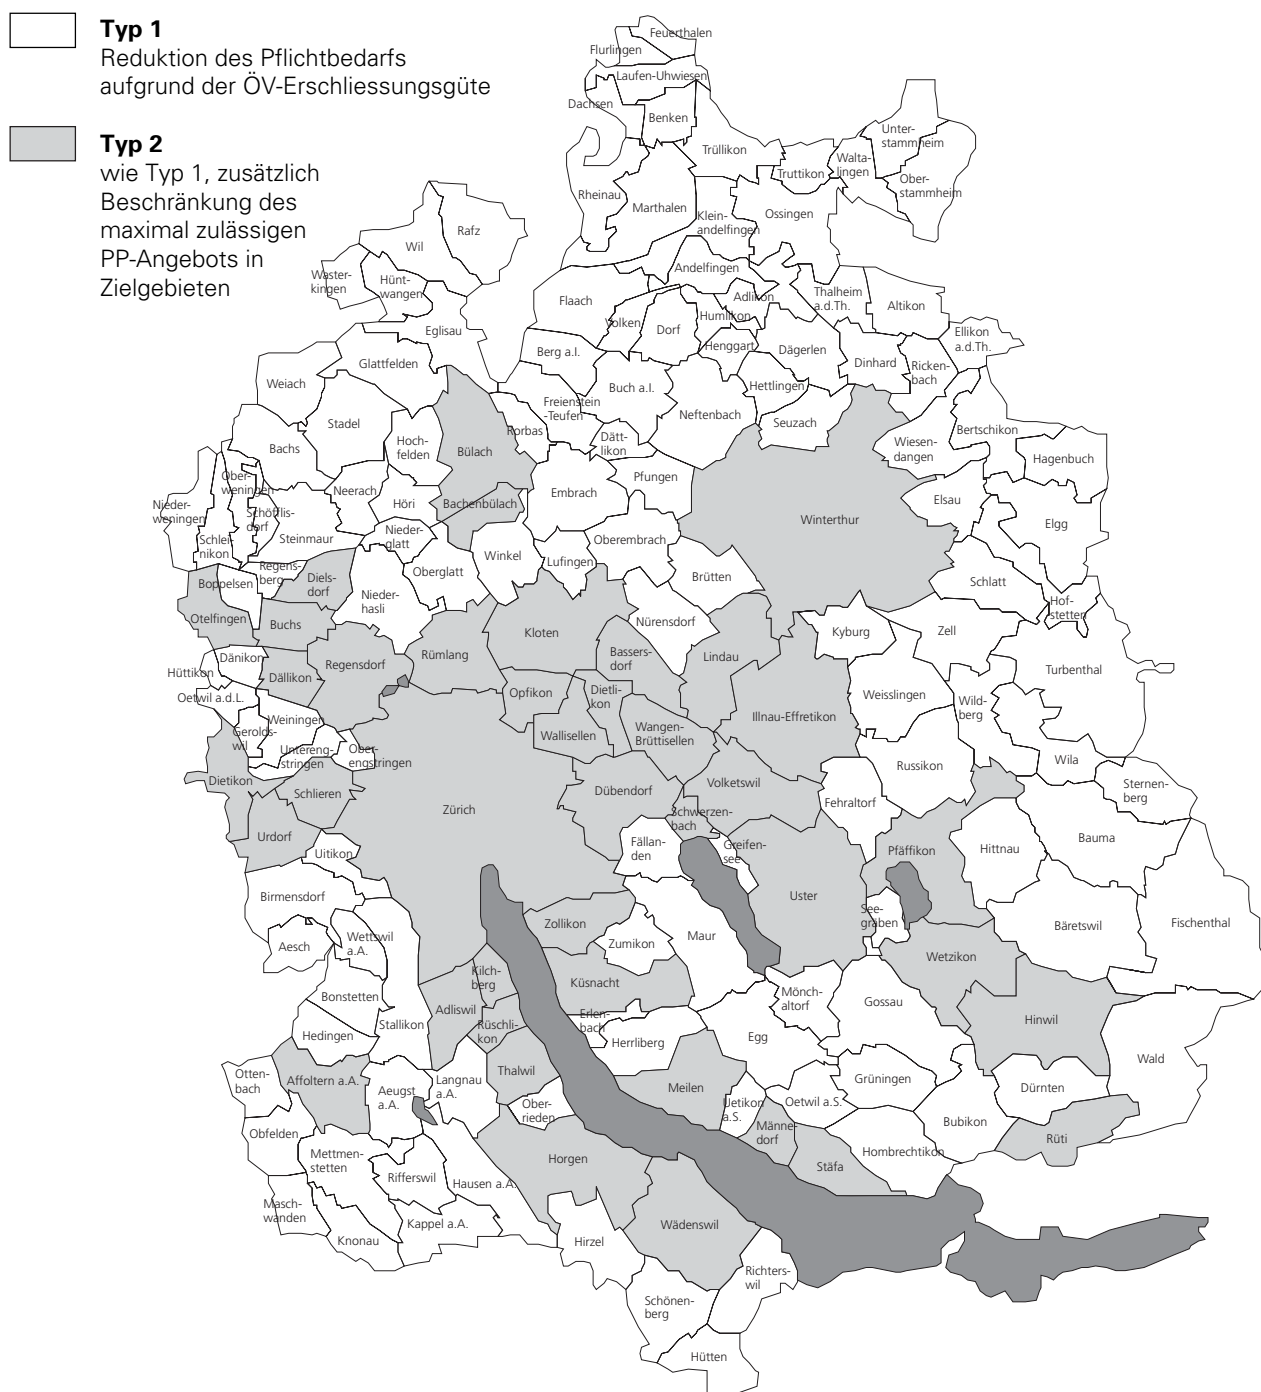 Typ 1
Reduktion des Pflichtbedarfs
aufgrund der ÖV-Erschliessungsgüte
Typ 2
wie Typ 1, zusätzlich
Beschränkung des
maximal zulässigen
PP-Angebots in
Zielgebieten
Feuerthalen
Flurlingen
Laufen-Uhwiesen
Dachsen
Benken
Trüllikon
Unter-
stammheim
Truttikon
Walta-
lingen
Ober-
stammheim
Rheinau
Marthalen
Klein-
andelfingen
Ossingen
Rafz
Wil
Waster-
kingen
Hünt-
wangen
Andelfingen
Adlikon
Thalheim
a.d.Th.
Altikon
Flaach
Volken
Dorf
Humlikon
Eglisau
Ellikon
a.d.Th.
Berg a.I.
Henggart
Dägerlen
Dinhard
Ricken-
bach
Glattfelden
Weiach
Buch a.I.
Hettlingen
Freienstein
-Teufen
Neftenbach
Seuzach
Stadel
Rorbas
Dätt-
likon
Wiesen-
dangen
Bertschikon
Bachs
Hoch-
felden
Bülach
Hagenbuch
Ober-
weningen
Neerach
Höri
Bachenbülach
Embrach
Pfungen
Elsau
Nieder-
weningen
Schöfflis-
dorf
Steinmaur
Winterthur
Elgg
Schlei-
nikon
Nieder-
glatt
Winkel
Lufingen
Oberembrach
Regens-
berg
Boppelsen
Diels-
dorf
Oberglatt
Brütten
Schlatt
Nieder-
hasli
Hof-
stetten
Otelfingen
Buchs
Kloten
Nürensdorf
Kyburg
Zell
Hüttikon
Dänikon
Regensdorf
Rümlang
Bassers-
dorf
Lindau
Turbenthal
Dällikon
Oetwil a.d.L.
Opfikon
Dietli-
kon
Weisslingen
Wild-
berg
Weiningen
Gerolds-
wil
Illnau-Effretikon
Wallisellen
Wangen-
Brüttisellen
Untereng-
stringen
Ober-
engstringen
Wila
Russikon
Dietikon
Schlieren
Dübendorf
Volketswil
Fehraltorf
Sternen-
berg
Zürich
Schwerzen-
bach
Urdorf
Uitikon
Fällan-
den
Greifen-
see
Pfäffikon
Hittnau
Bauma
Birmensdorf
Uster
See-
gräben
Bäretswil
Fischenthal
Aesch
Wettswil
a.A.
Zollikon
Zumikon
Maur
Wetzikon
Kilch-
berg
Küsnacht
Bonstetten
Mönch-
altorf
Gossau
Adliswil
Rüschli-
kon
Erlen-
bach
Hinwil
Stallikon
Hedingen
Herrliberg
Egg
Wald
Otten-
bach
Affoltern a.A.
Aeugst
a.A.
Langnau
a.A.
Thalwil
Meilen
Grüningen
Dürnten
Ober-
rieden
Uetikon
a.S.
Oetwil a.S.
Obfelden
Männe-
dorf
Bubikon
Rüti
Mettmen-
stetten
Rifferswil
Hausen a.A.
Horgen
Stäfa
Hombrechtikon
Masch-
wanden
Knonau
Kappel a.A.
Hirzel
Wädenswil
Richters-
wil
Schönen-
berg
Hütten